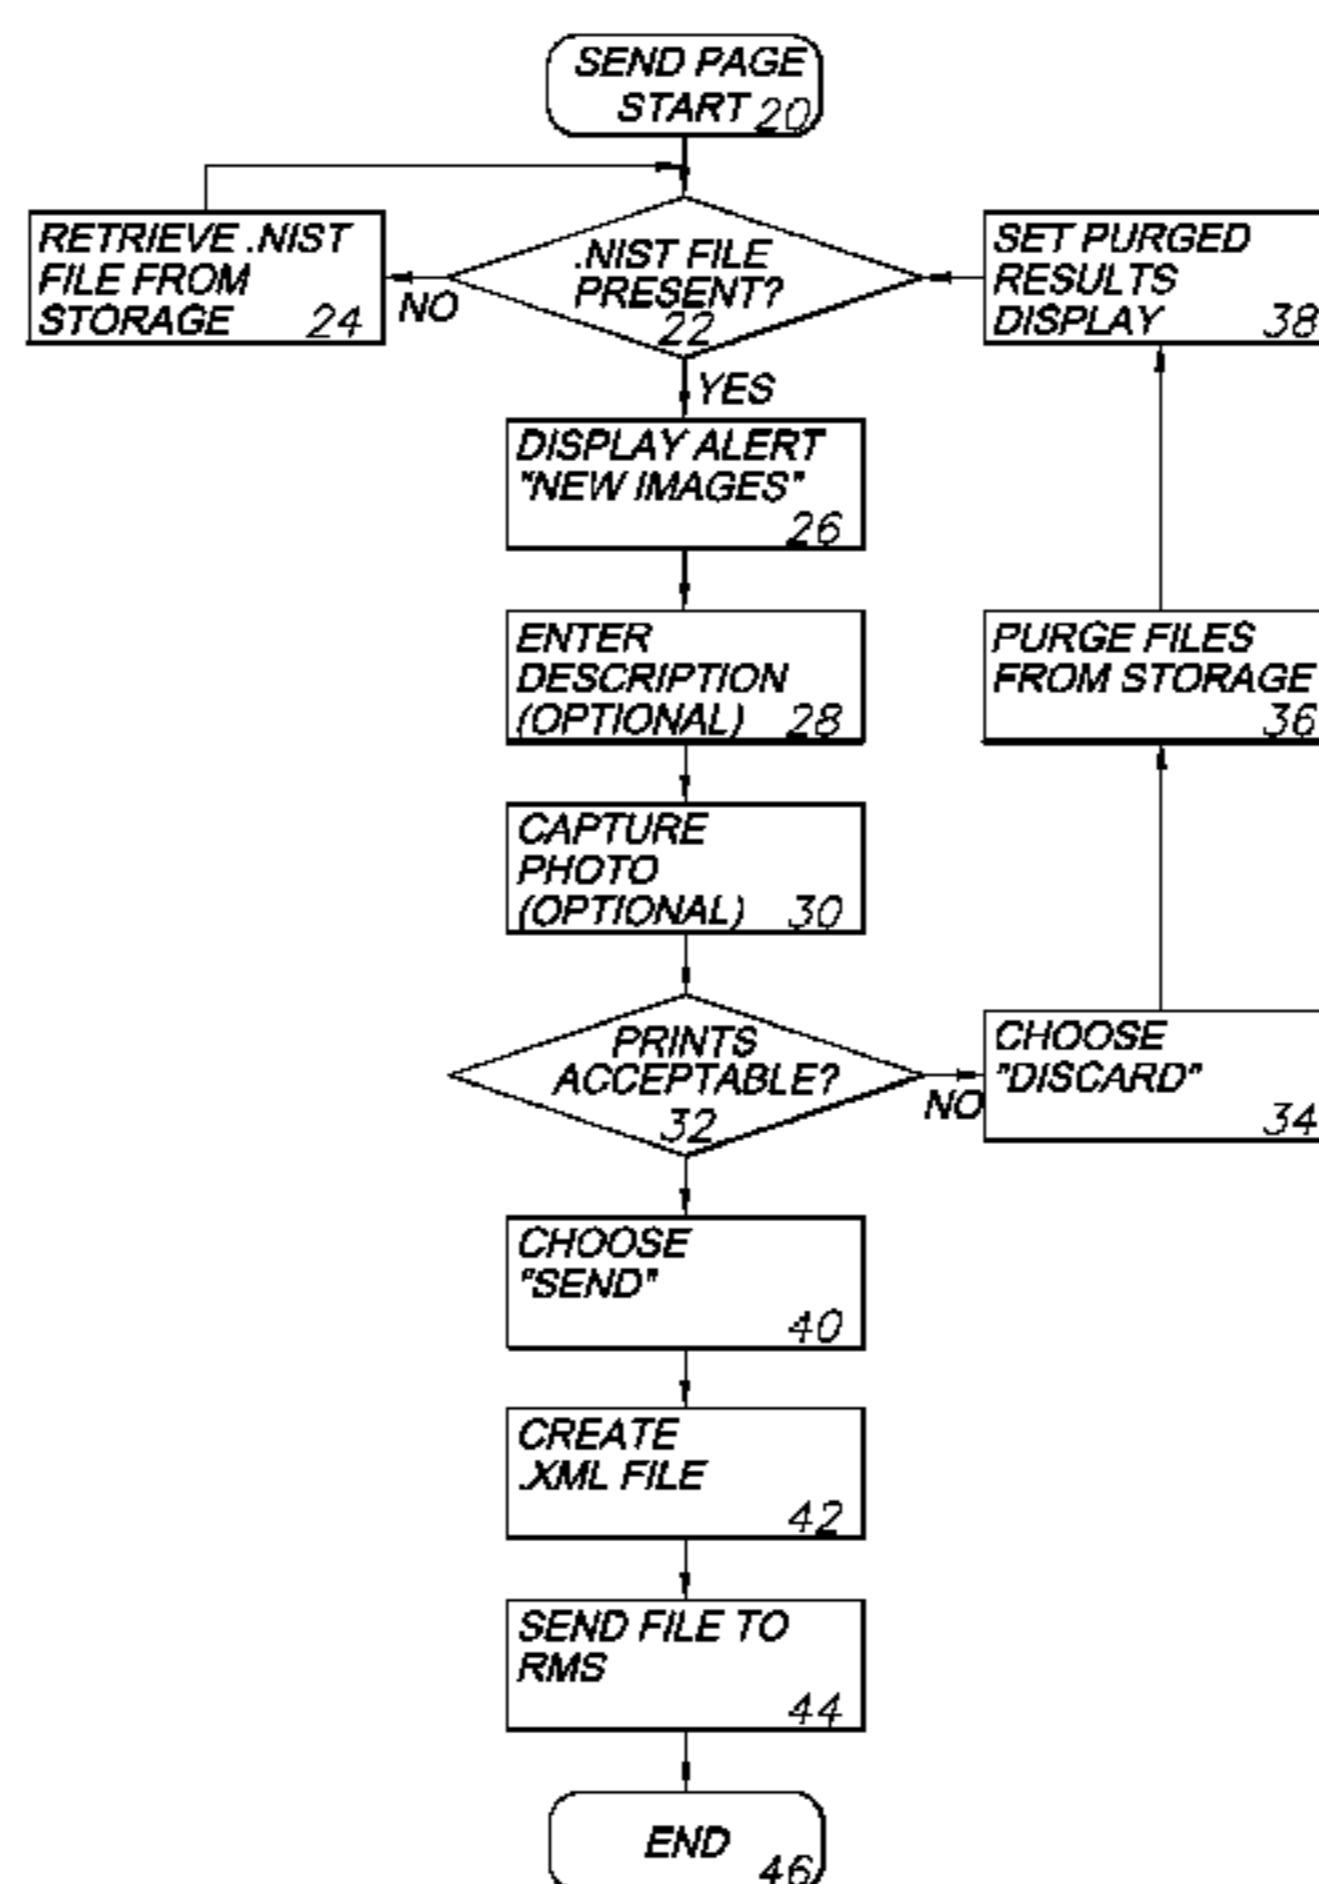 SEND PAGE
START 20
RETRIEVE .NIST
FILE FROM
STORAGE 24
NO
.NIST FILE
PRESENT?
22
SET PURGED
RESULTS
DISPLAY 38
YES
DISPLAY ALERT
"NEW IMAGES"
26
ENTER
DESCRIPTION
(OPTIONAL) 28
PURGE FILES
FROM STORAGE
36
CAPTURE
PHOTO
(OPTIONAL) 30
PRINTS
ACCEPTABLE?
32
NO
CHOOSE
"DISCARD"
34
CHOOSE
"SEND"
40
CREATE
.XML FILE
42
SEND FILE TO
RMS
44
END
46